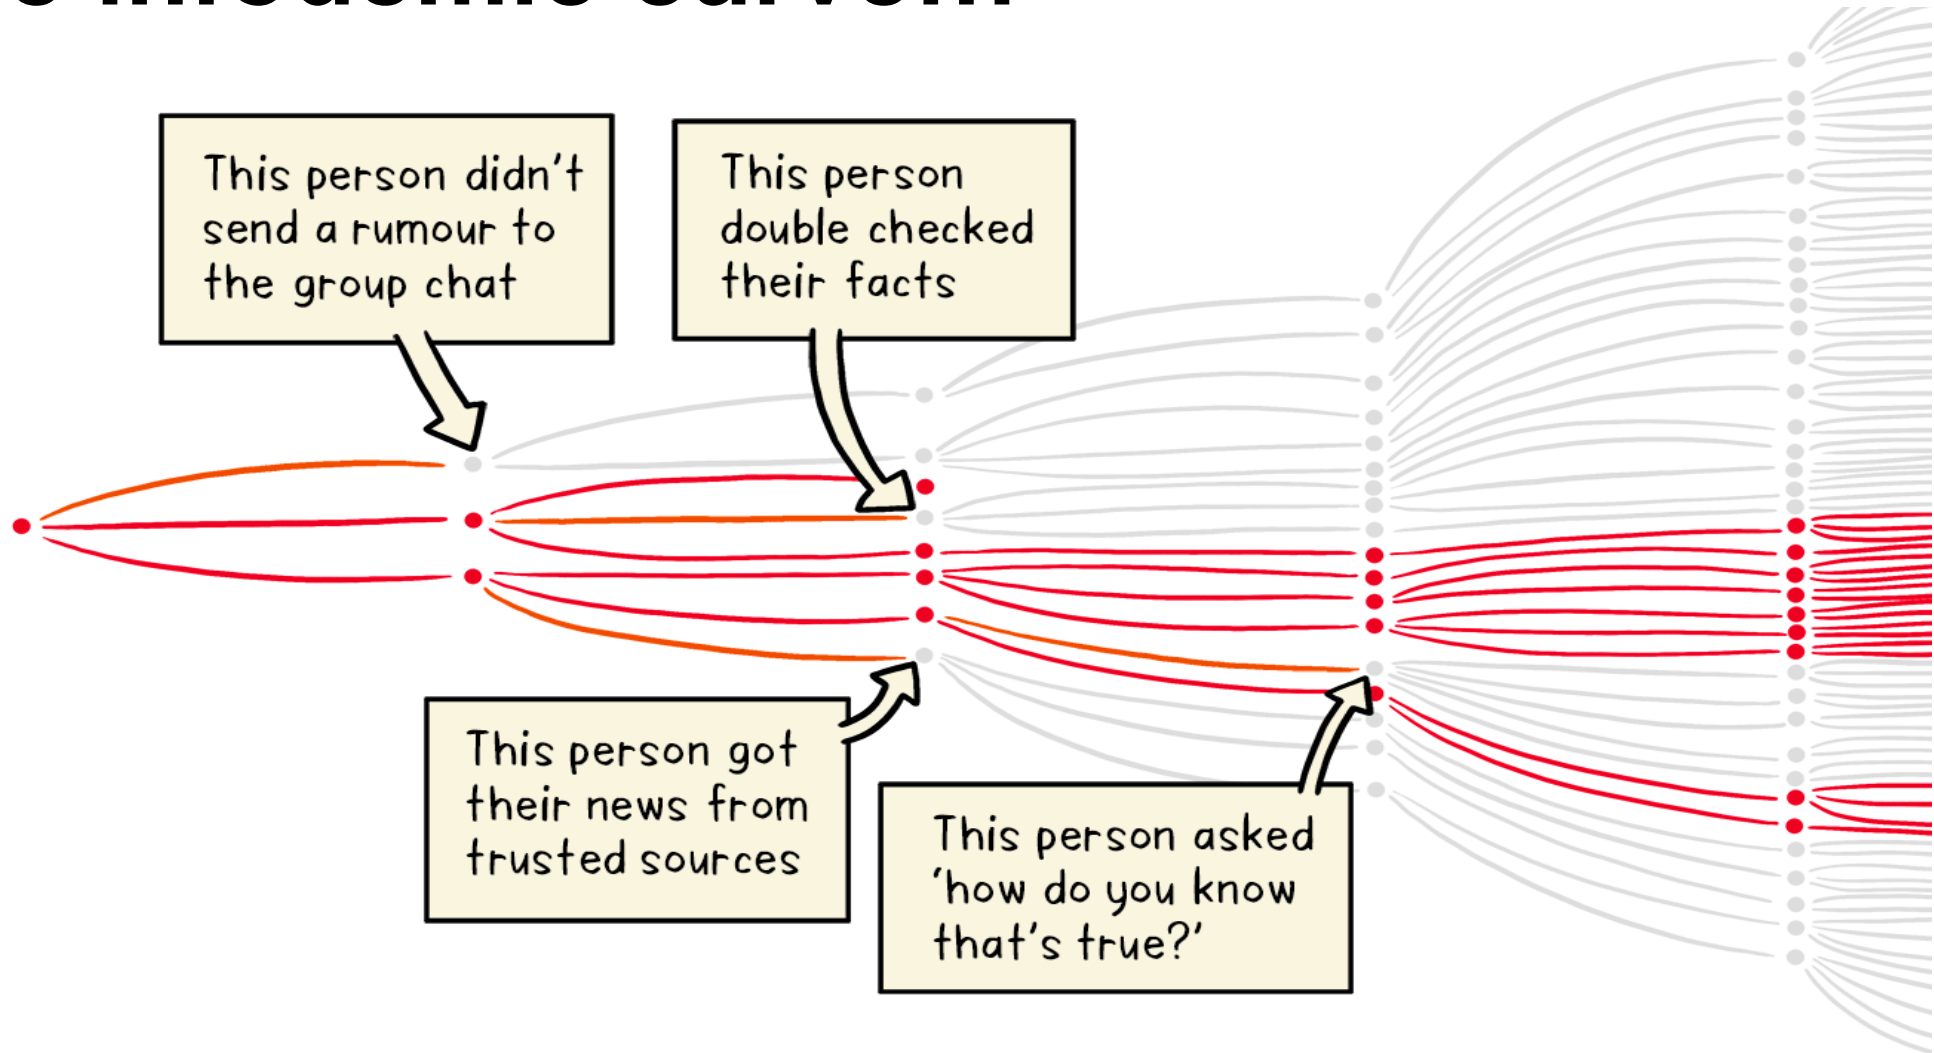 This person didn't
send a rumour to
the group chat
This person
double checked
their facts
This person got
their news from
trusted sources
This person asked
'how do you know
that's true?'